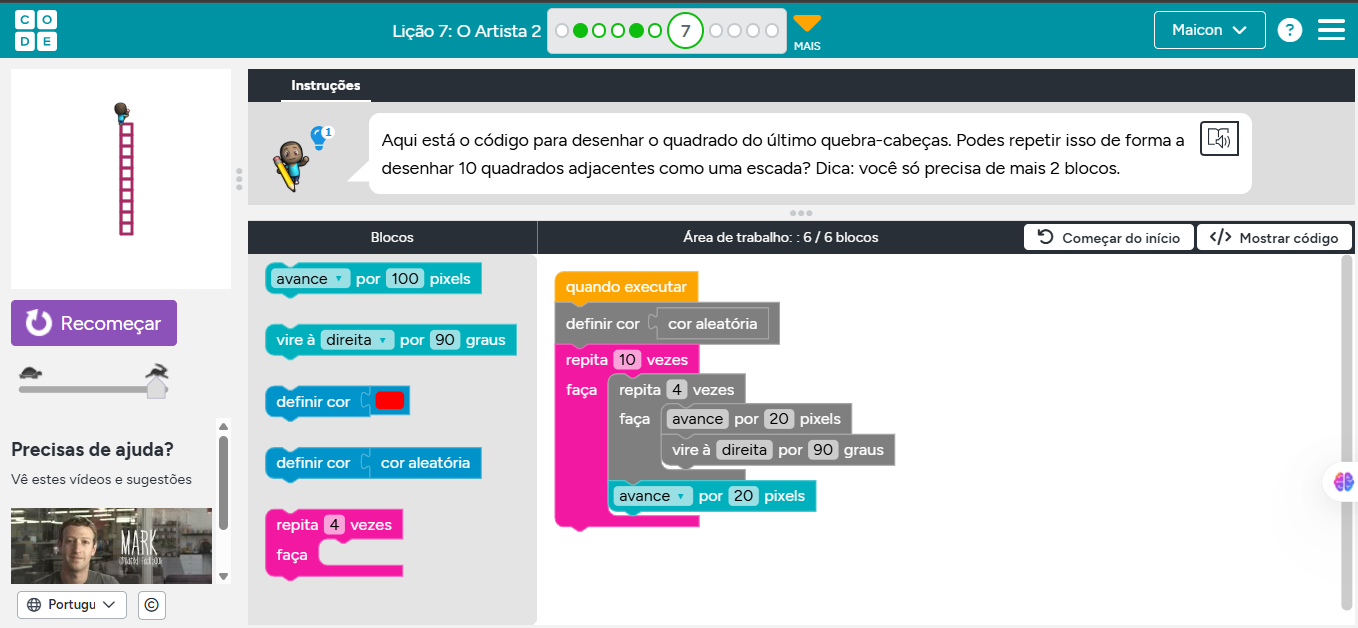 C O
D E
Lição 7: O Artista 2
7
MAIS
Maicon
?
Instruções
1
Aqui está o código para desenhar o quadrado do último quebra-cabeças. Podes repetir isso de forma a
desenhar 10 quadrados adjacentes como uma escada? Dica: você só precisa de mais 2 blocos.
Recomeçar
Precisas de ajuda?
Vê estes vídeos e sugestões
MARK
Portugu
©
Blocos
avance por 100 pixels
vire à direita por 90 graus
definir cor
definir cor cor aleatória
repita 4 vezes
faça
Área de trabalho: : 6 / 6 blocos
Começar do início
</> Mostrar código
quando executar
definir cor cor aleatória
repita 10 vezes
faça repita 4 vezes
faça avance por 20 pixels
vire à direita por 90 graus
avance por 20 pixels